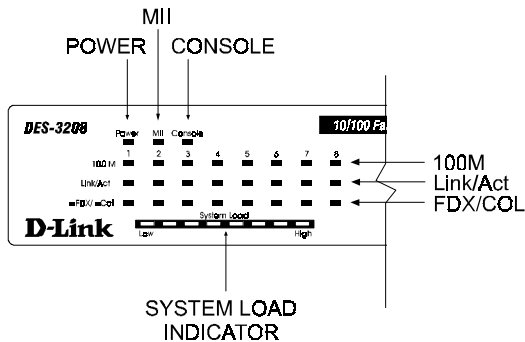 MII
POWER CONSOLE
DES-3208
10/100 Fa
Power MII Console
1 2 3 4 5 6 7 8
100M
100M
Link/Act
Link/Act
FDX/ Col
FDX/COL
D-Link
System Load
Low High
SYSTEM LOAD
INDICATOR